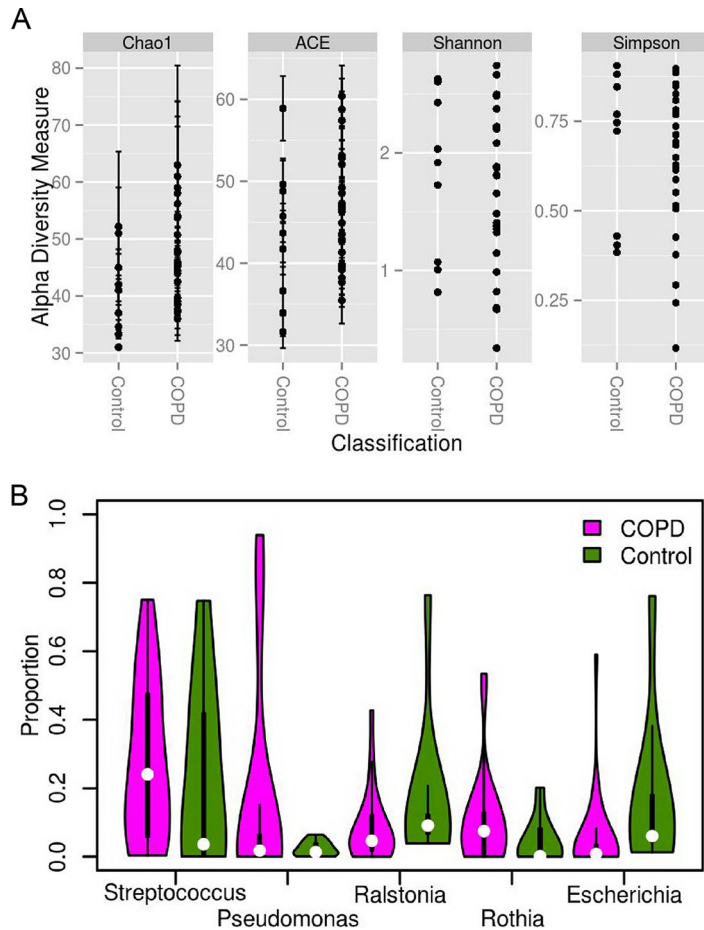 A
Chao1 ACE Shannon Simpson
Alpha Diversity Measure
80
70
60
50
40
30
60
50
40
30
2
1
0.75
0.50
0.25
Control COPD Control COPD Control COPD Control COPD
Classification
B
1.0
0.8
0.6
0.4
0.2
0.0
Proportion
COPD
Control
Streptococcus Ralstonia Escherichia
Pseudomonas Rothia